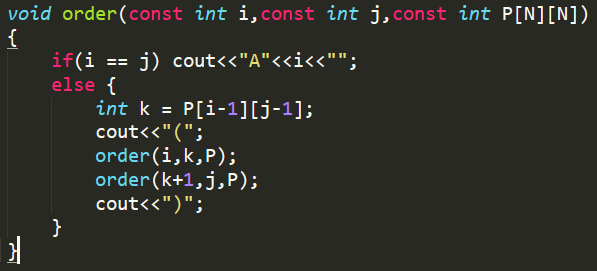 void order(const int i,const int j,const int P[N][N])
{
    if(i == j) cout<<"A"<<i<<"";
    else {
        int k = P[i-1][j-1];
        cout<<"(";
        order(i,k,P);
        order(k+1,j,P);
        cout<<")";
    }
}